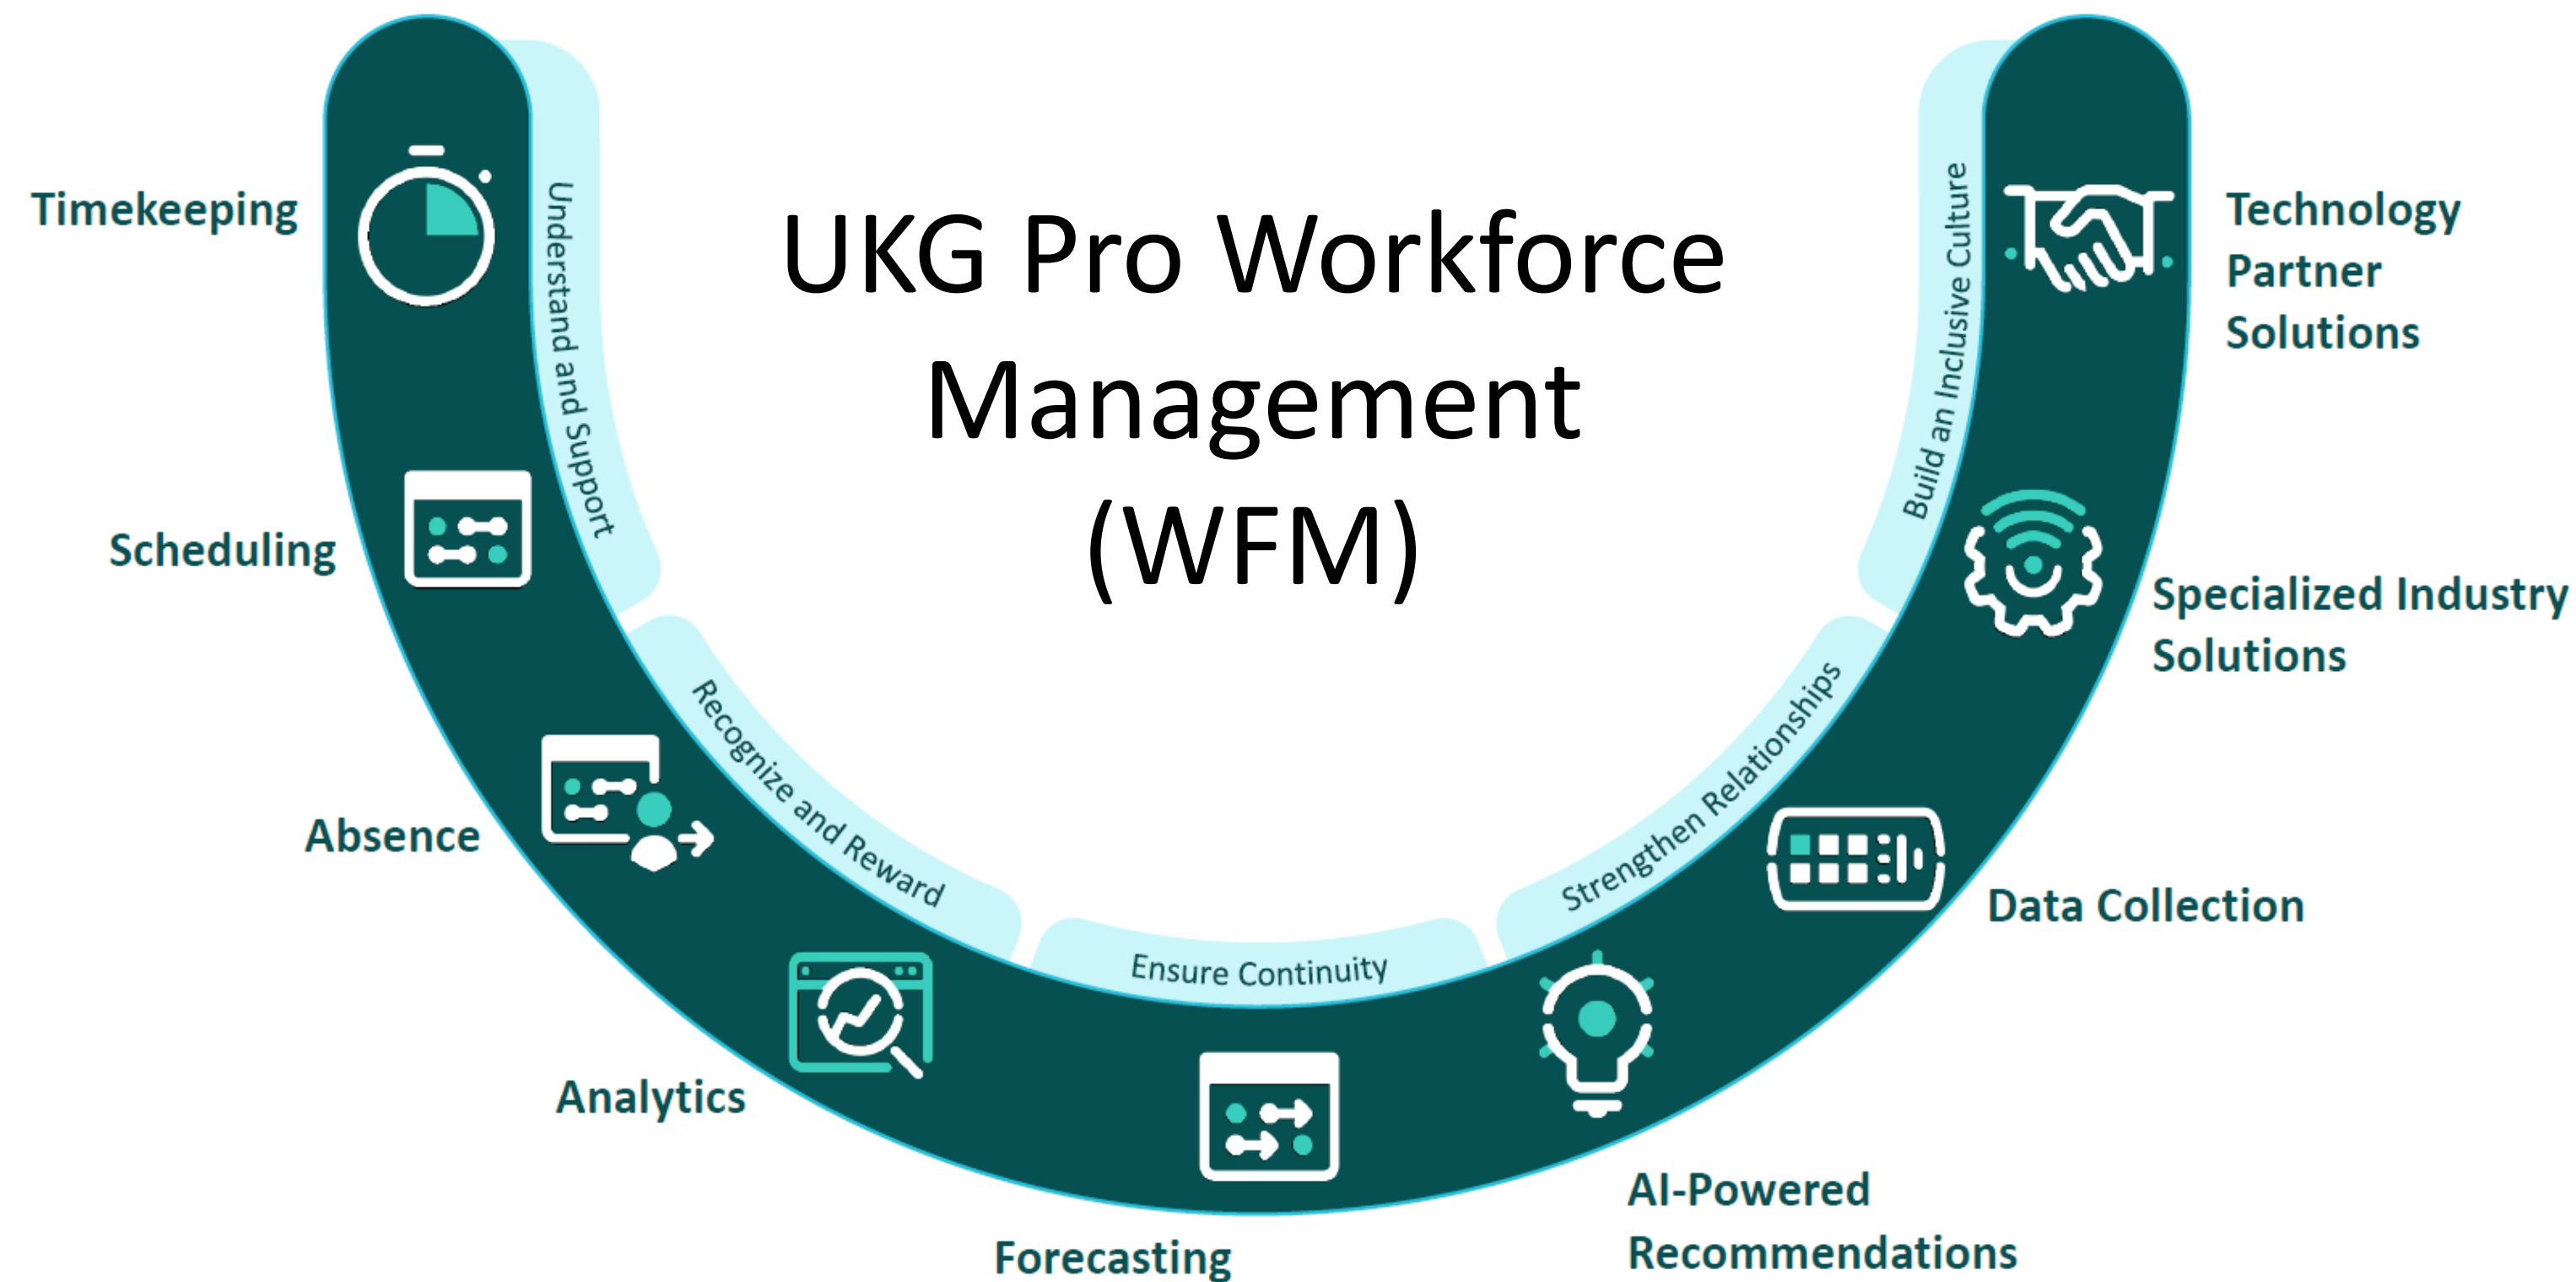 UKG Pro Workforce
Management
(WFM)
Timekeeping
Scheduling
Absence
Analytics
Forecasting
AI-Powered
Recommendations
Data Collection
Specialized Industry
Solutions
Technology
Partner
Solutions
Understand and Support
Recognize and Reward
Ensure Continuity
Strengthen Relationships
Build an Inclusive Culture